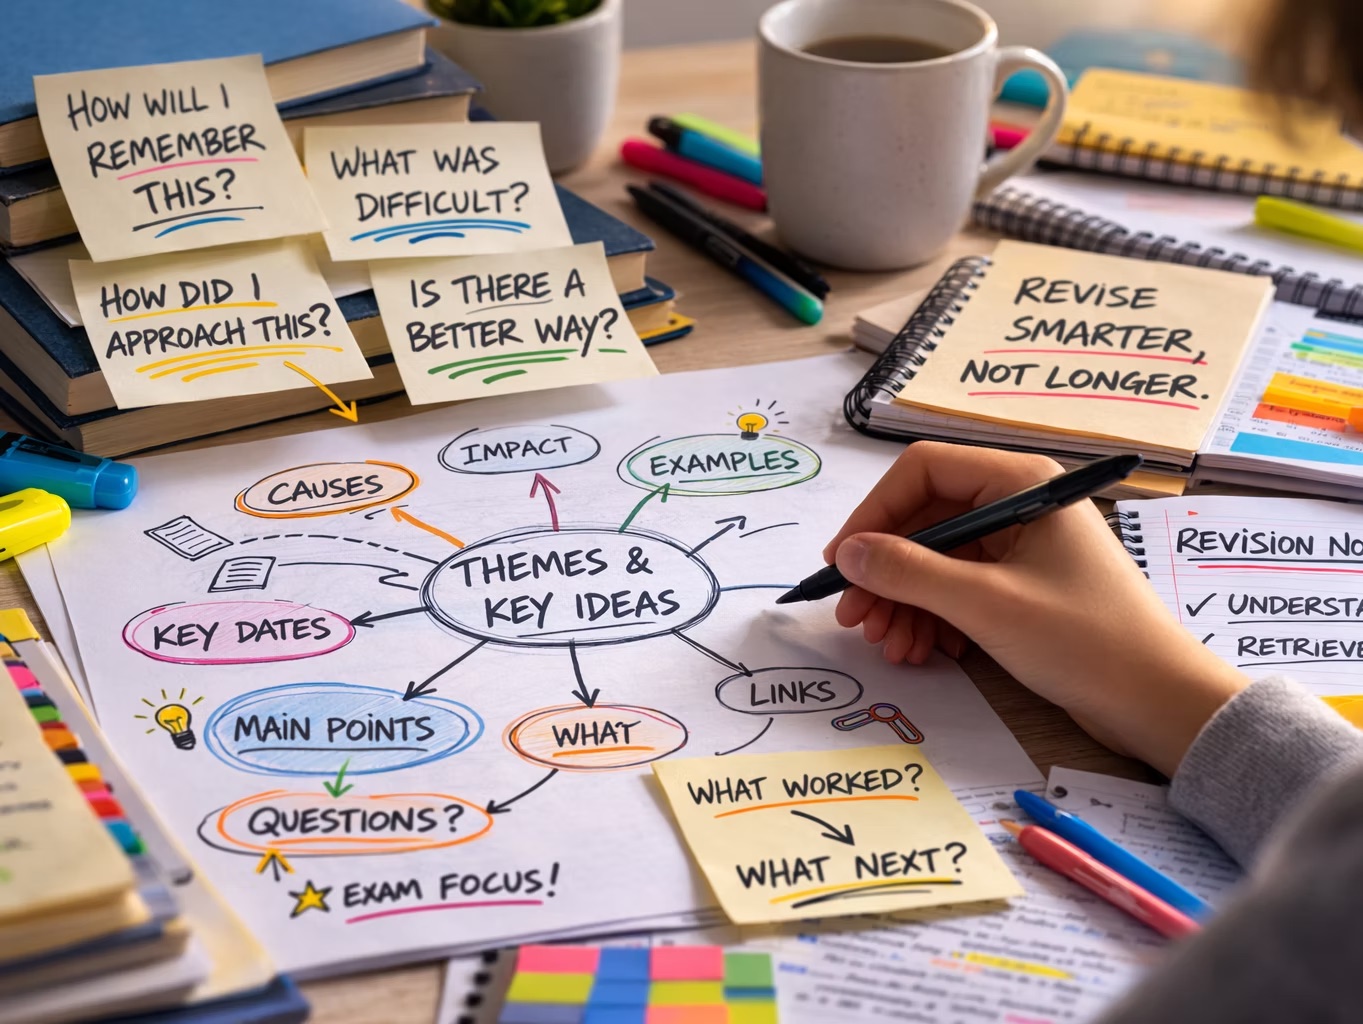 HOW WILL I
REMEMBER
THIS?
WHAT WAS
DIFFICULT?
HOW DID I
APPROACH THIS?
IS THERE A
BETTER WAY?
REVISE
SMARTER,
NOT LONGER.
IMPACT
EXAMPLES
CAUSES
THEMES &
KEY IDEAS
KEY DATES
MAIN POINTS
WHAT
LINKS
QUESTIONS?
EXAM FOCUS!
WHAT WORKED?
WHAT NEXT?
REVISION NO
✓ UNDERSTA
✓ RETRIEVE